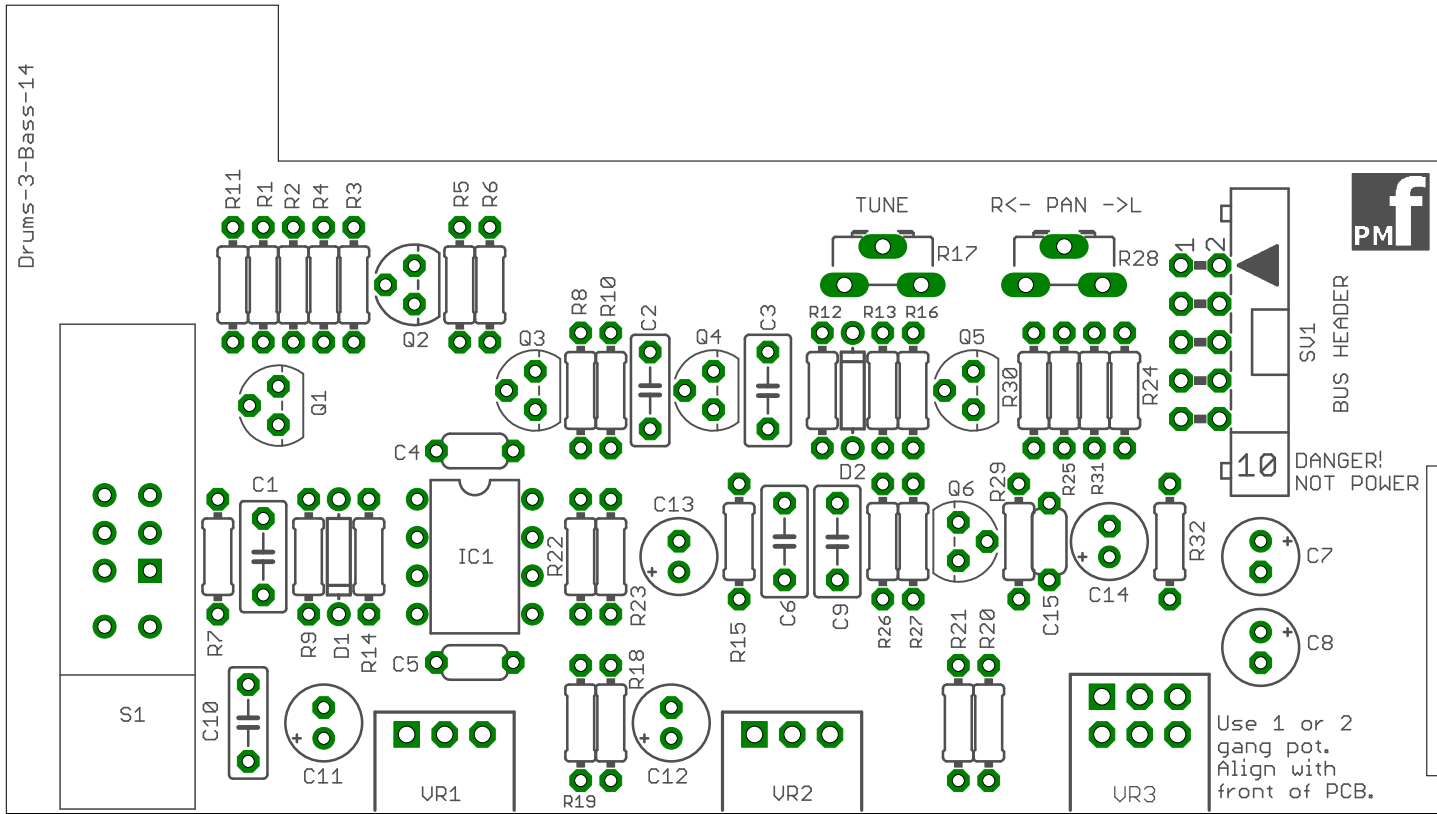 Drums-3-Bass-14
R11
R1
R2
R4
R3
R5
R6
TUNE
R<- PAN ->L
R17
R28
1
2
f
PM
Q1
Q2
Q3
R8
R10
C2
Q4
C3
R12
R13
R16
Q5
R30
R24
SV1
BUS HEADER
C4
D2
R29
R25
R31
10
DANGER!
NOT POWER
C1
IC1
R22
C13
Q6
R32
C7
R7
R9
D1
R14
R23
R15
C6
C9
R26
R27
C15
C14
C5
R18
R21
R20
C8
S1
C10
C11
VR1
R19
C12
VR2
VR3
Use 1 or 2
gang pot.
Align with
front of PCB.